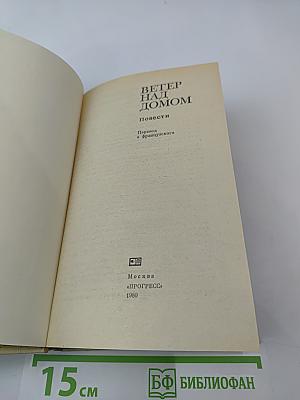 ВЕТЕР
НАД
ДОМОМ
Повести
Перевод
с французского
Москва
«ПРОГРЕСС»
1980
15 см
БФ БИБЛИОФАН